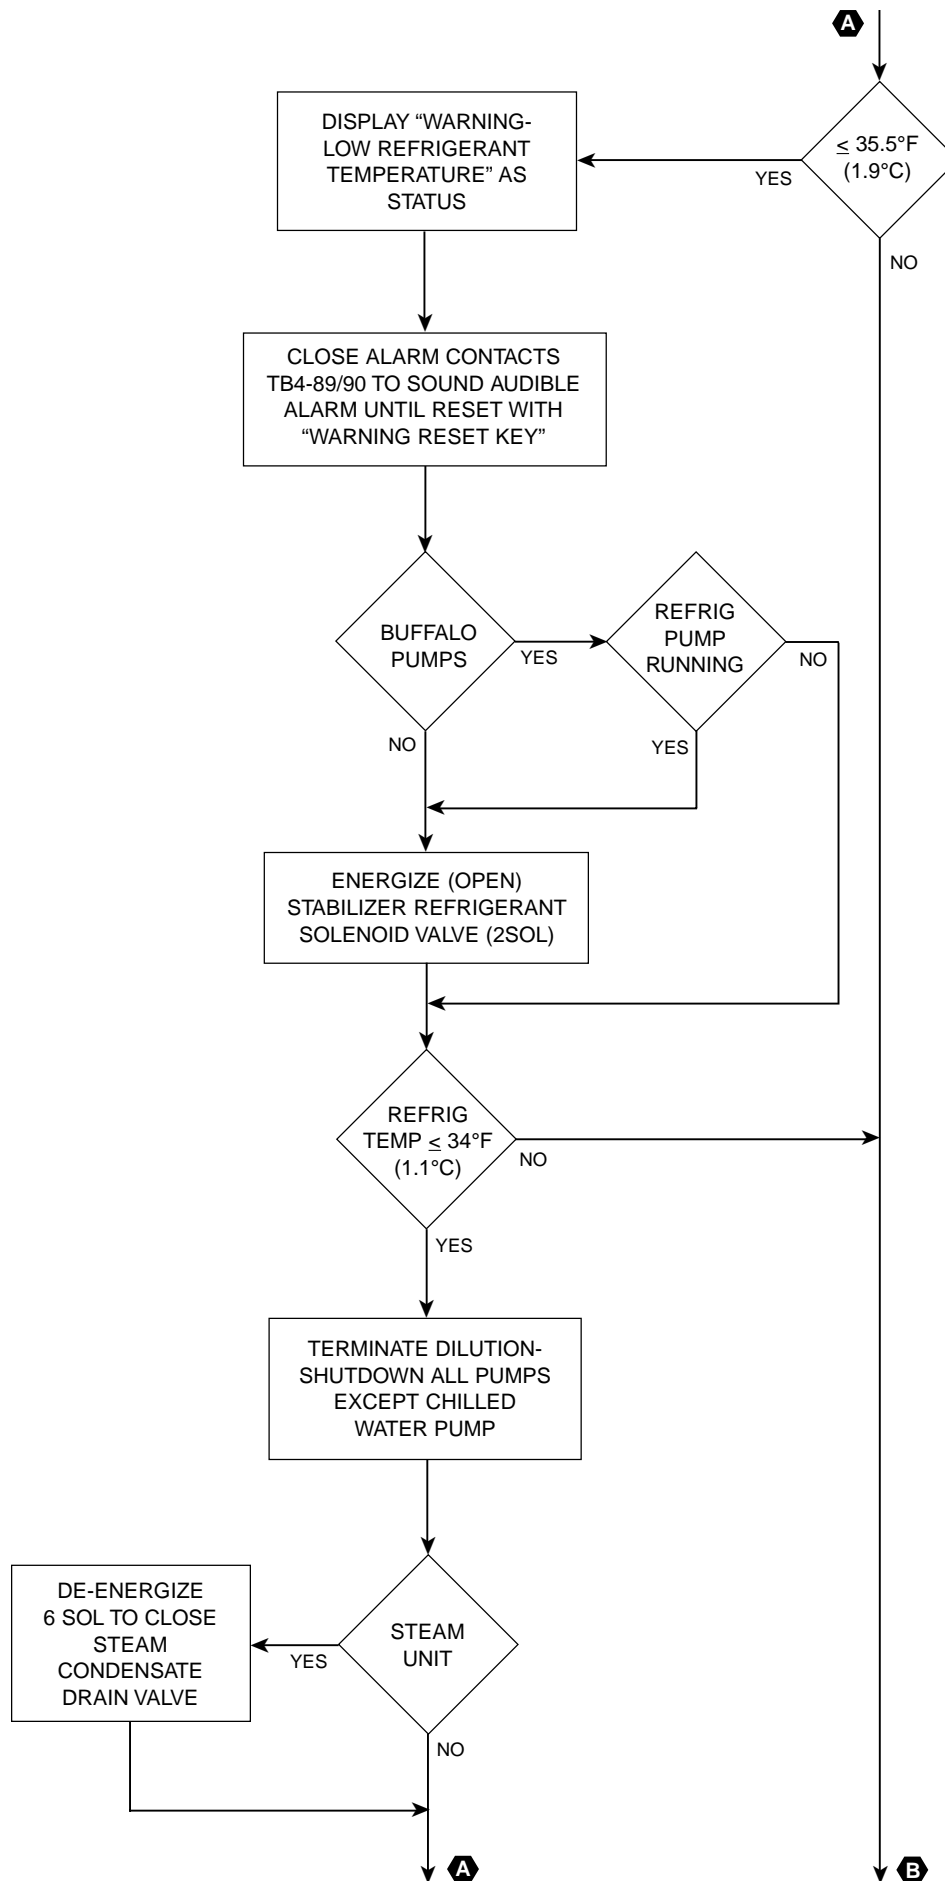 A
≤ 35.5°F
(1.9°C)
YES
NO
DISPLAY “WARNING-
LOW REFRIGERANT
TEMPERATURE” AS
STATUS
CLOSE ALARM CONTACTS
TB4-89/90 TO SOUND AUDIBLE
ALARM UNTIL RESET WITH
“WARNING RESET KEY”
BUFFALO
PUMPS
YES
NO
REFRIG
PUMP
RUNNING
NO
YES
ENERGIZE (OPEN)
STABILIZER REFRIGERANT
SOLENOID VALVE (2SOL)
REFRIG
TEMP ≤ 34°F
(1.1°C)
NO
YES
TERMINATE DILUTION-
SHUTDOWN ALL PUMPS
EXCEPT CHILLED
WATER PUMP
STEAM
UNIT
YES
NO
DE-ENERGIZE
6 SOL TO CLOSE
STEAM
CONDENSATE
DRAIN VALVE
A
B